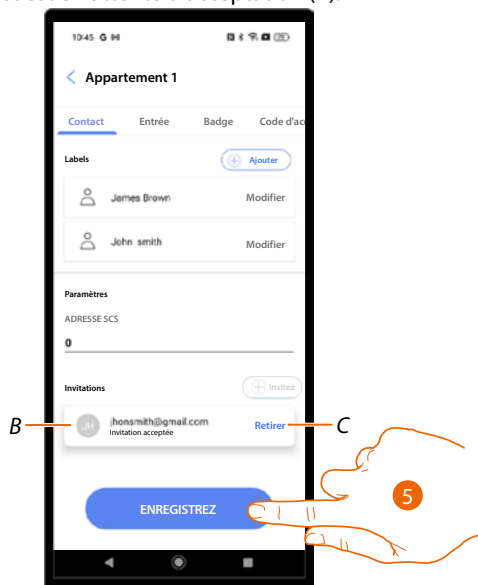 10:45 G
Appartement 1
Contact Entrée Badge Code d'ac
Labels Ajouter
James Brown Modifier
John smith Modifier
Paramètres
ADRESSE SCS
0
Invitations Invitez
B JH jhonsmith@gmail.com Retirer C
Invitation acceptée
5
ENREGISTREZ